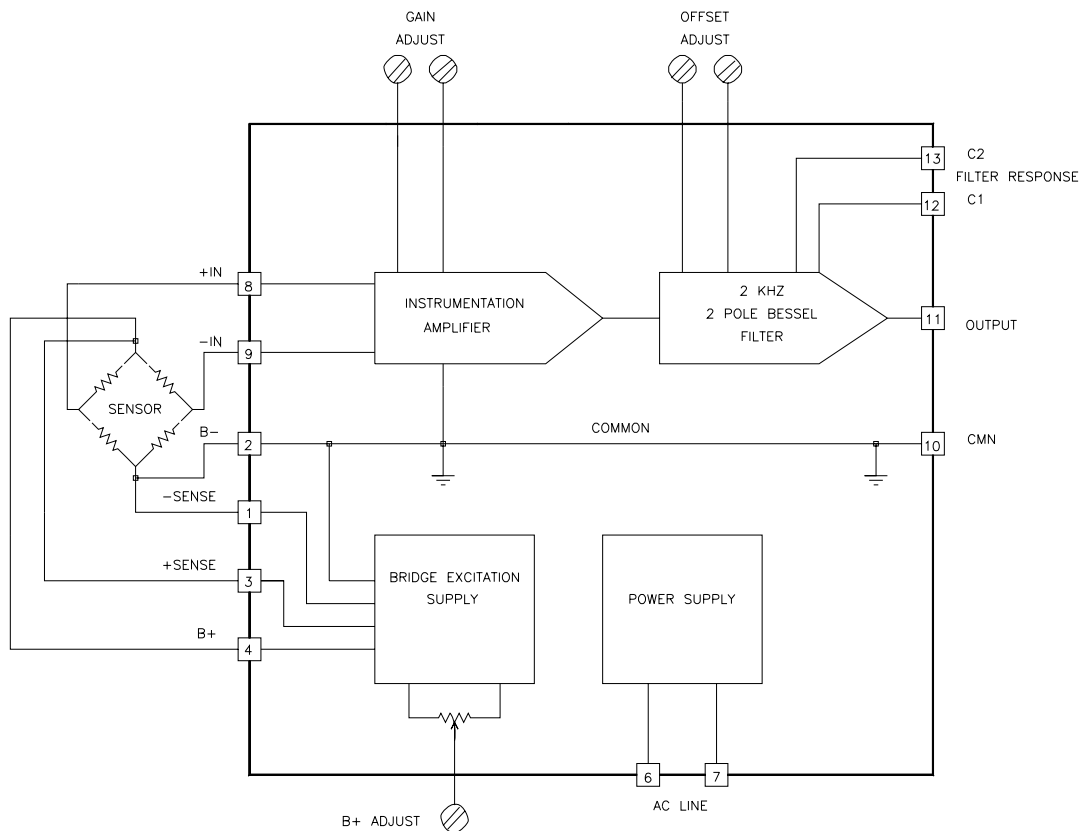 GAIN
ADJUST
OFFSET
ADJUST
13
C2
FILTER RESPONSE
12
C1
+IN
8
INSTRUMENTATION
AMPLIFIER
2 KHZ
2 POLE BESSEL
FILTER
11
OUTPUT
-IN
9
SENSOR
B-
2
COMMON
10
CMN
-SENSE
1
+SENSE
3
BRIDGE EXCITATION
SUPPLY
POWER SUPPLY
B+
4
6
7
AC LINE
B+ ADJUST